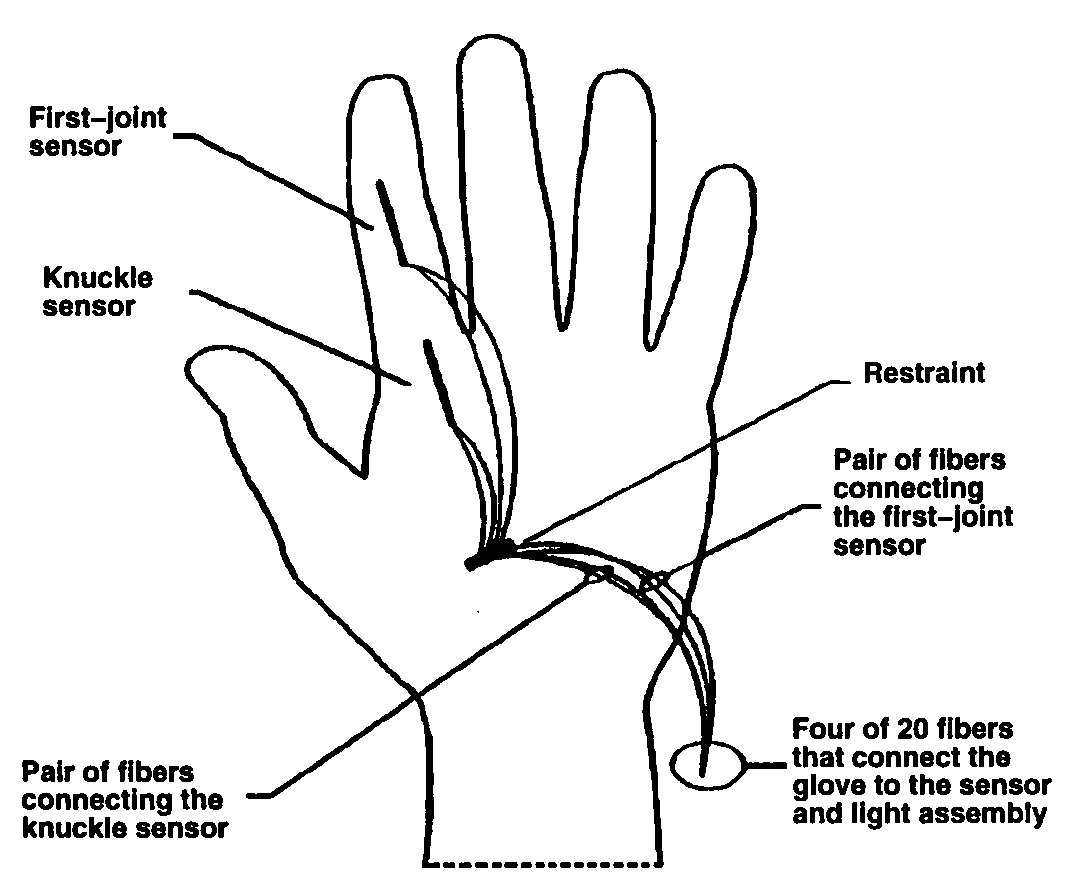 First–joint
sensor
Knuckle
sensor
Restraint
Pair of fibers
connecting
the first–joint
sensor
Four of 20 fibers
that connect the
glove to the sensor
and light assembly
Pair of fibers
connecting the
knuckle sensor